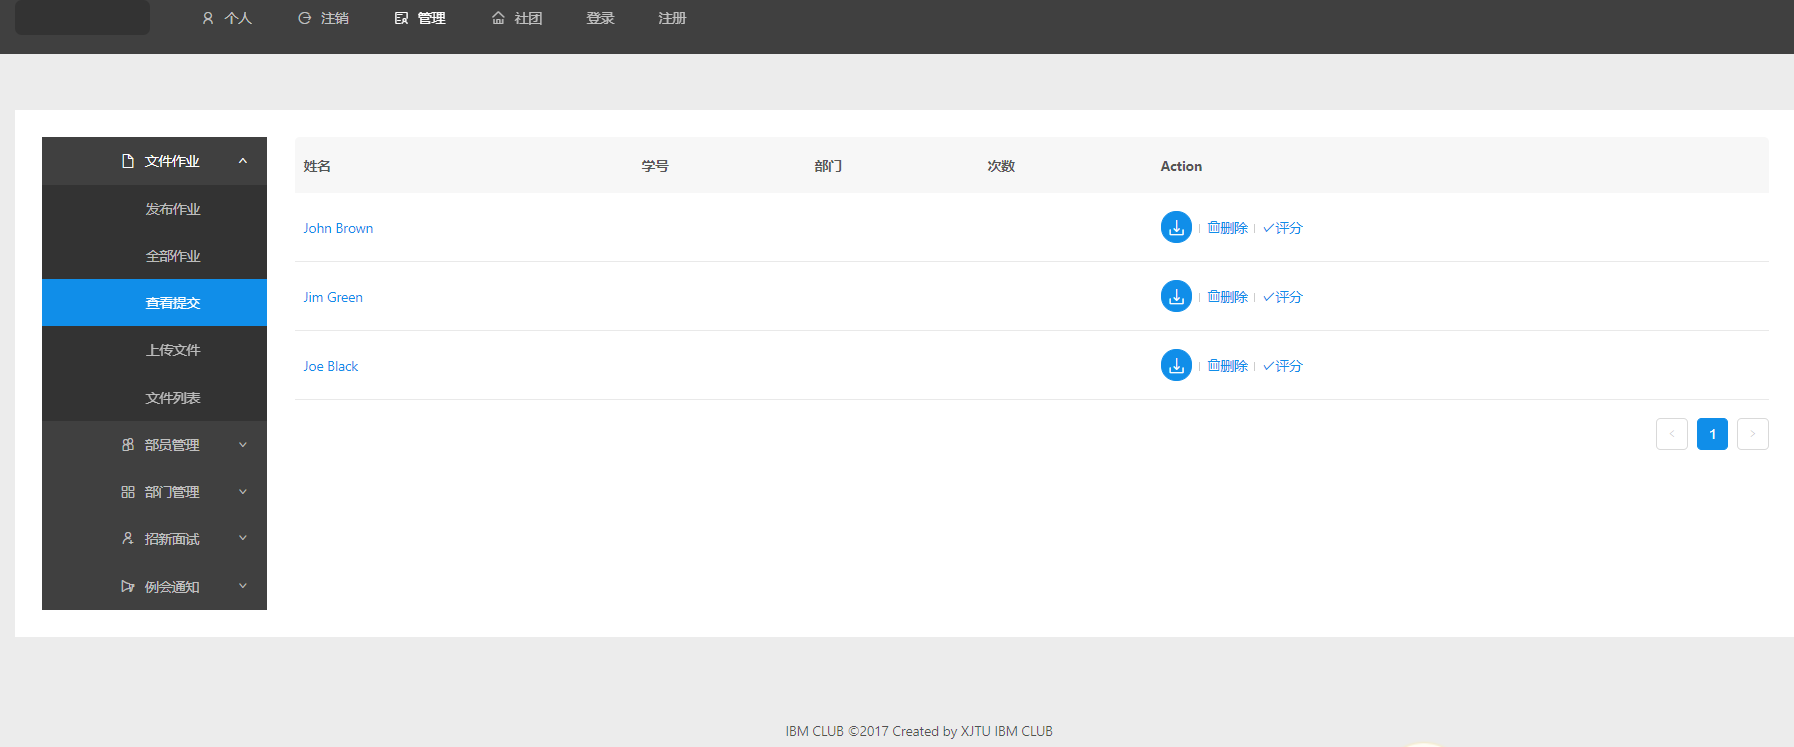 个人 注销 管理 社团 登录 注册
文件作业
发布作业
全部作业
查看提交
上传文件
文件列表
部员管理
部门管理
招新面试
例会通知
姓名 学号 部门 次数 Action
John Brown 删除 评分
Jim Green 删除 评分
Joe Black 删除 评分
1
IBM CLUB ©2017 Created by XJTU IBM CLUB